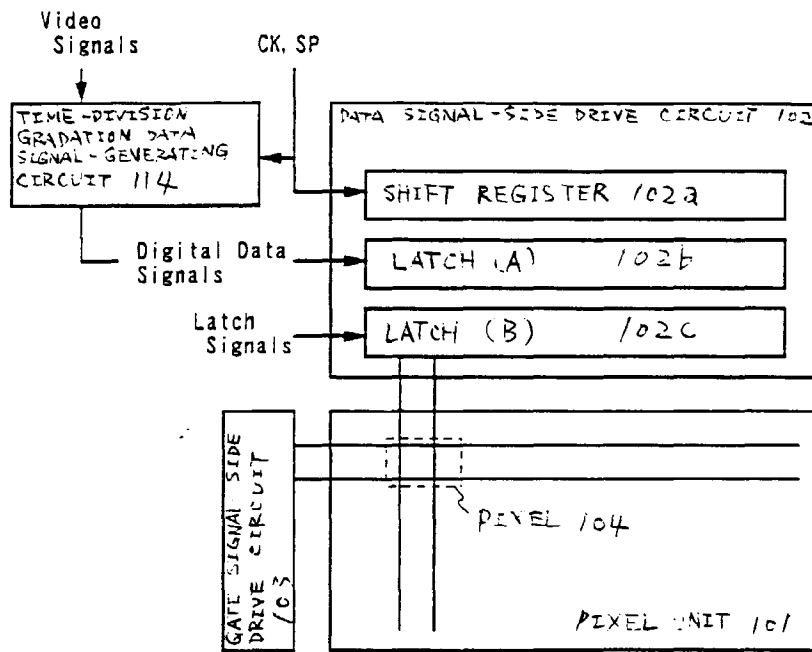 Video
Signals
CK, SP
TIME-DIVISION
GRADATION DATA
SIGNAL-GENERATING
CIRCUIT 114
DATA SIGNAL-SIDE DRIVE CIRCUIT 102
SHIFT REGISTER 102a
Digital Data
Signals
LATCH (A) 102b
Latch
Signals
LATCH (B) 102c
GATE SIGNAL SIDE
DRIVE CIRCUIT
103
PIXEL 104
PIXEL UNIT 101